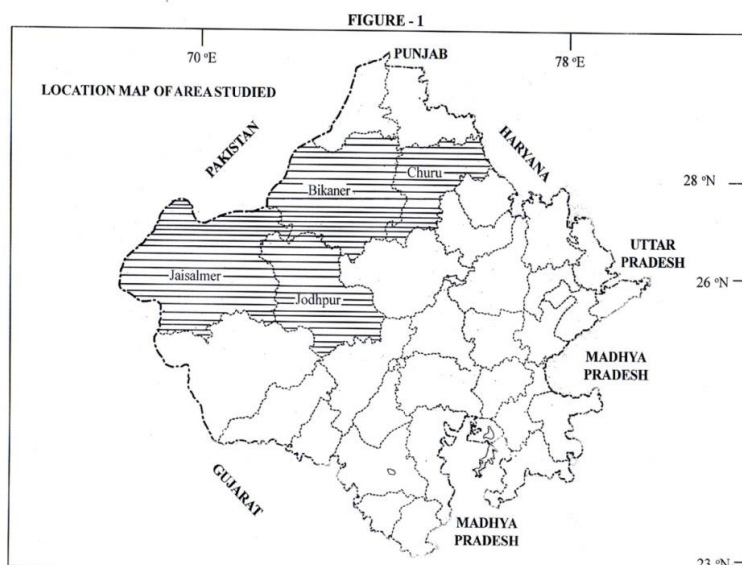 FIGURE - 1
70 °E
78 °E
PUNJAB
LOCATION MAP OF AREA STUDIED
PAKISTAN
HARYANA
Churu
28 °N
Bikaner
UTTAR
PRADESH
Jaisalmer
26 °N
Jodhpur
MADHYA
PRADESH
GUJARAT
MADHYA
PRADESH
23 °N